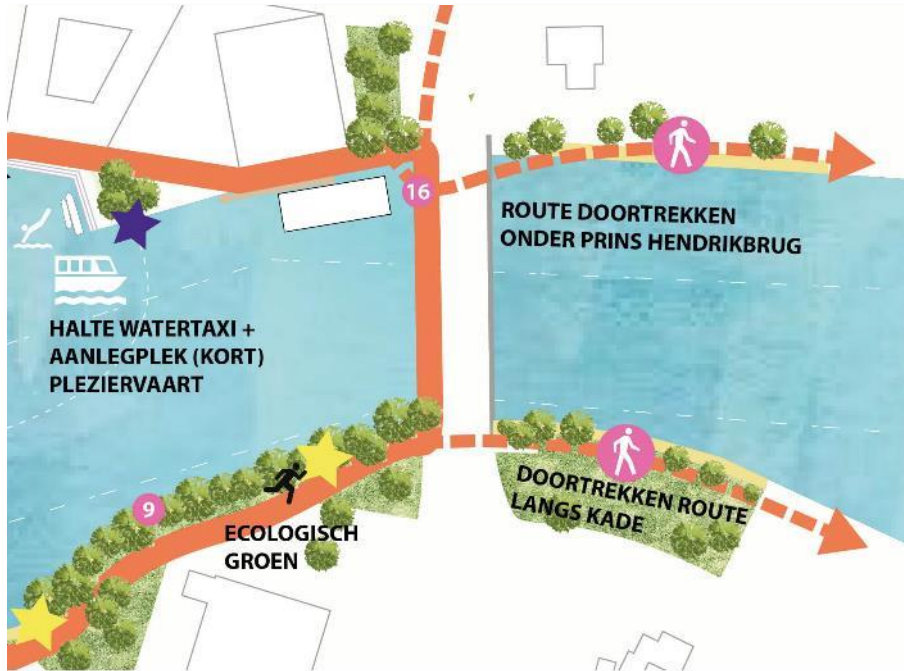 16
ROUTE DOORTREKKEN
ONDER PRINS HENDRIKBRUG
HALTE WATERTAXI +
AANLEGPLEK (KORT)
PLEZIERVAART
9
ECOLOGISCH
GROEN
DOORTREKKEN ROUTE
LANGS KADE